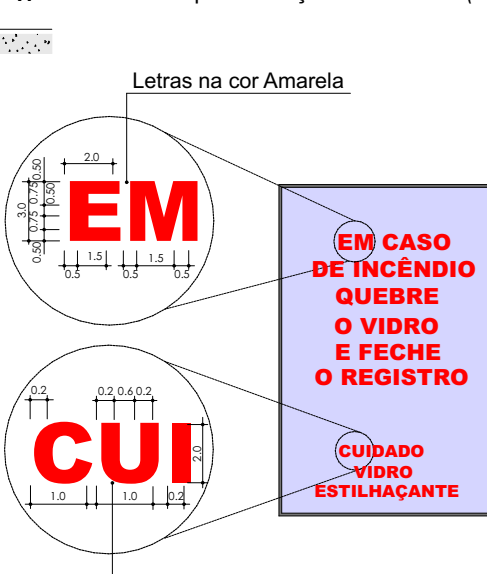 Letras na cor Amarela
2.0
EM
3.0
0.50
0.75
0.75
0.50
0.50
1.5
1.5
0.5
0.5
0.5
EM CASO
DE INCÊNDIO
QUEBRE
O VIDRO
E FECHE
O REGISTRO
CUIDADO
VIDRO
ESTILHAÇANTE
0.2
0.2 0.6 0.2
CUI
2.0
1.0
1.0
0.2